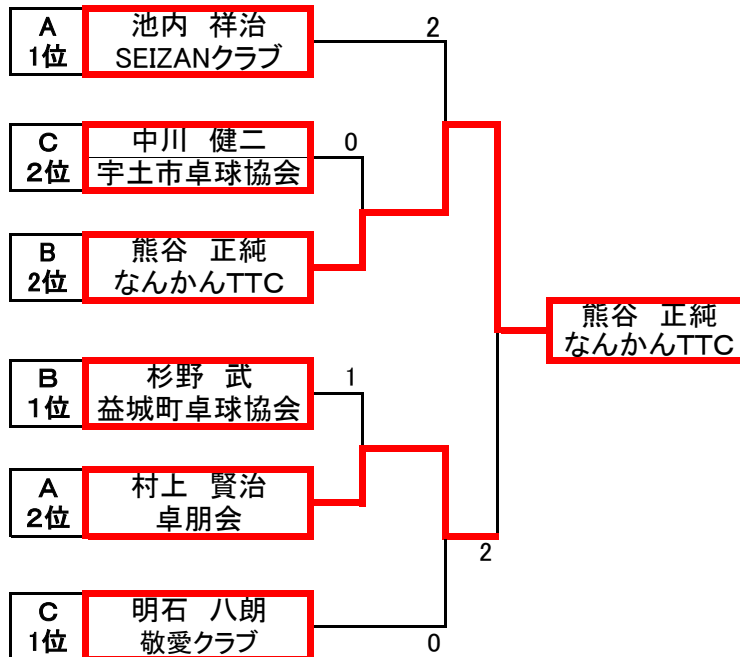 A
1位
池内 祥治
SEIZANクラブ
2
C
2位
中川 健二
宇土市卓球協会
0
B
2位
熊谷 正純
なんかんTTC
熊谷 正純
なんかんTTC
B
1位
杉野 武
益城町卓球協会
1
A
2位
村上 賢治
卓朋会
2
C
1位
明石 八朗
敬愛クラブ
0